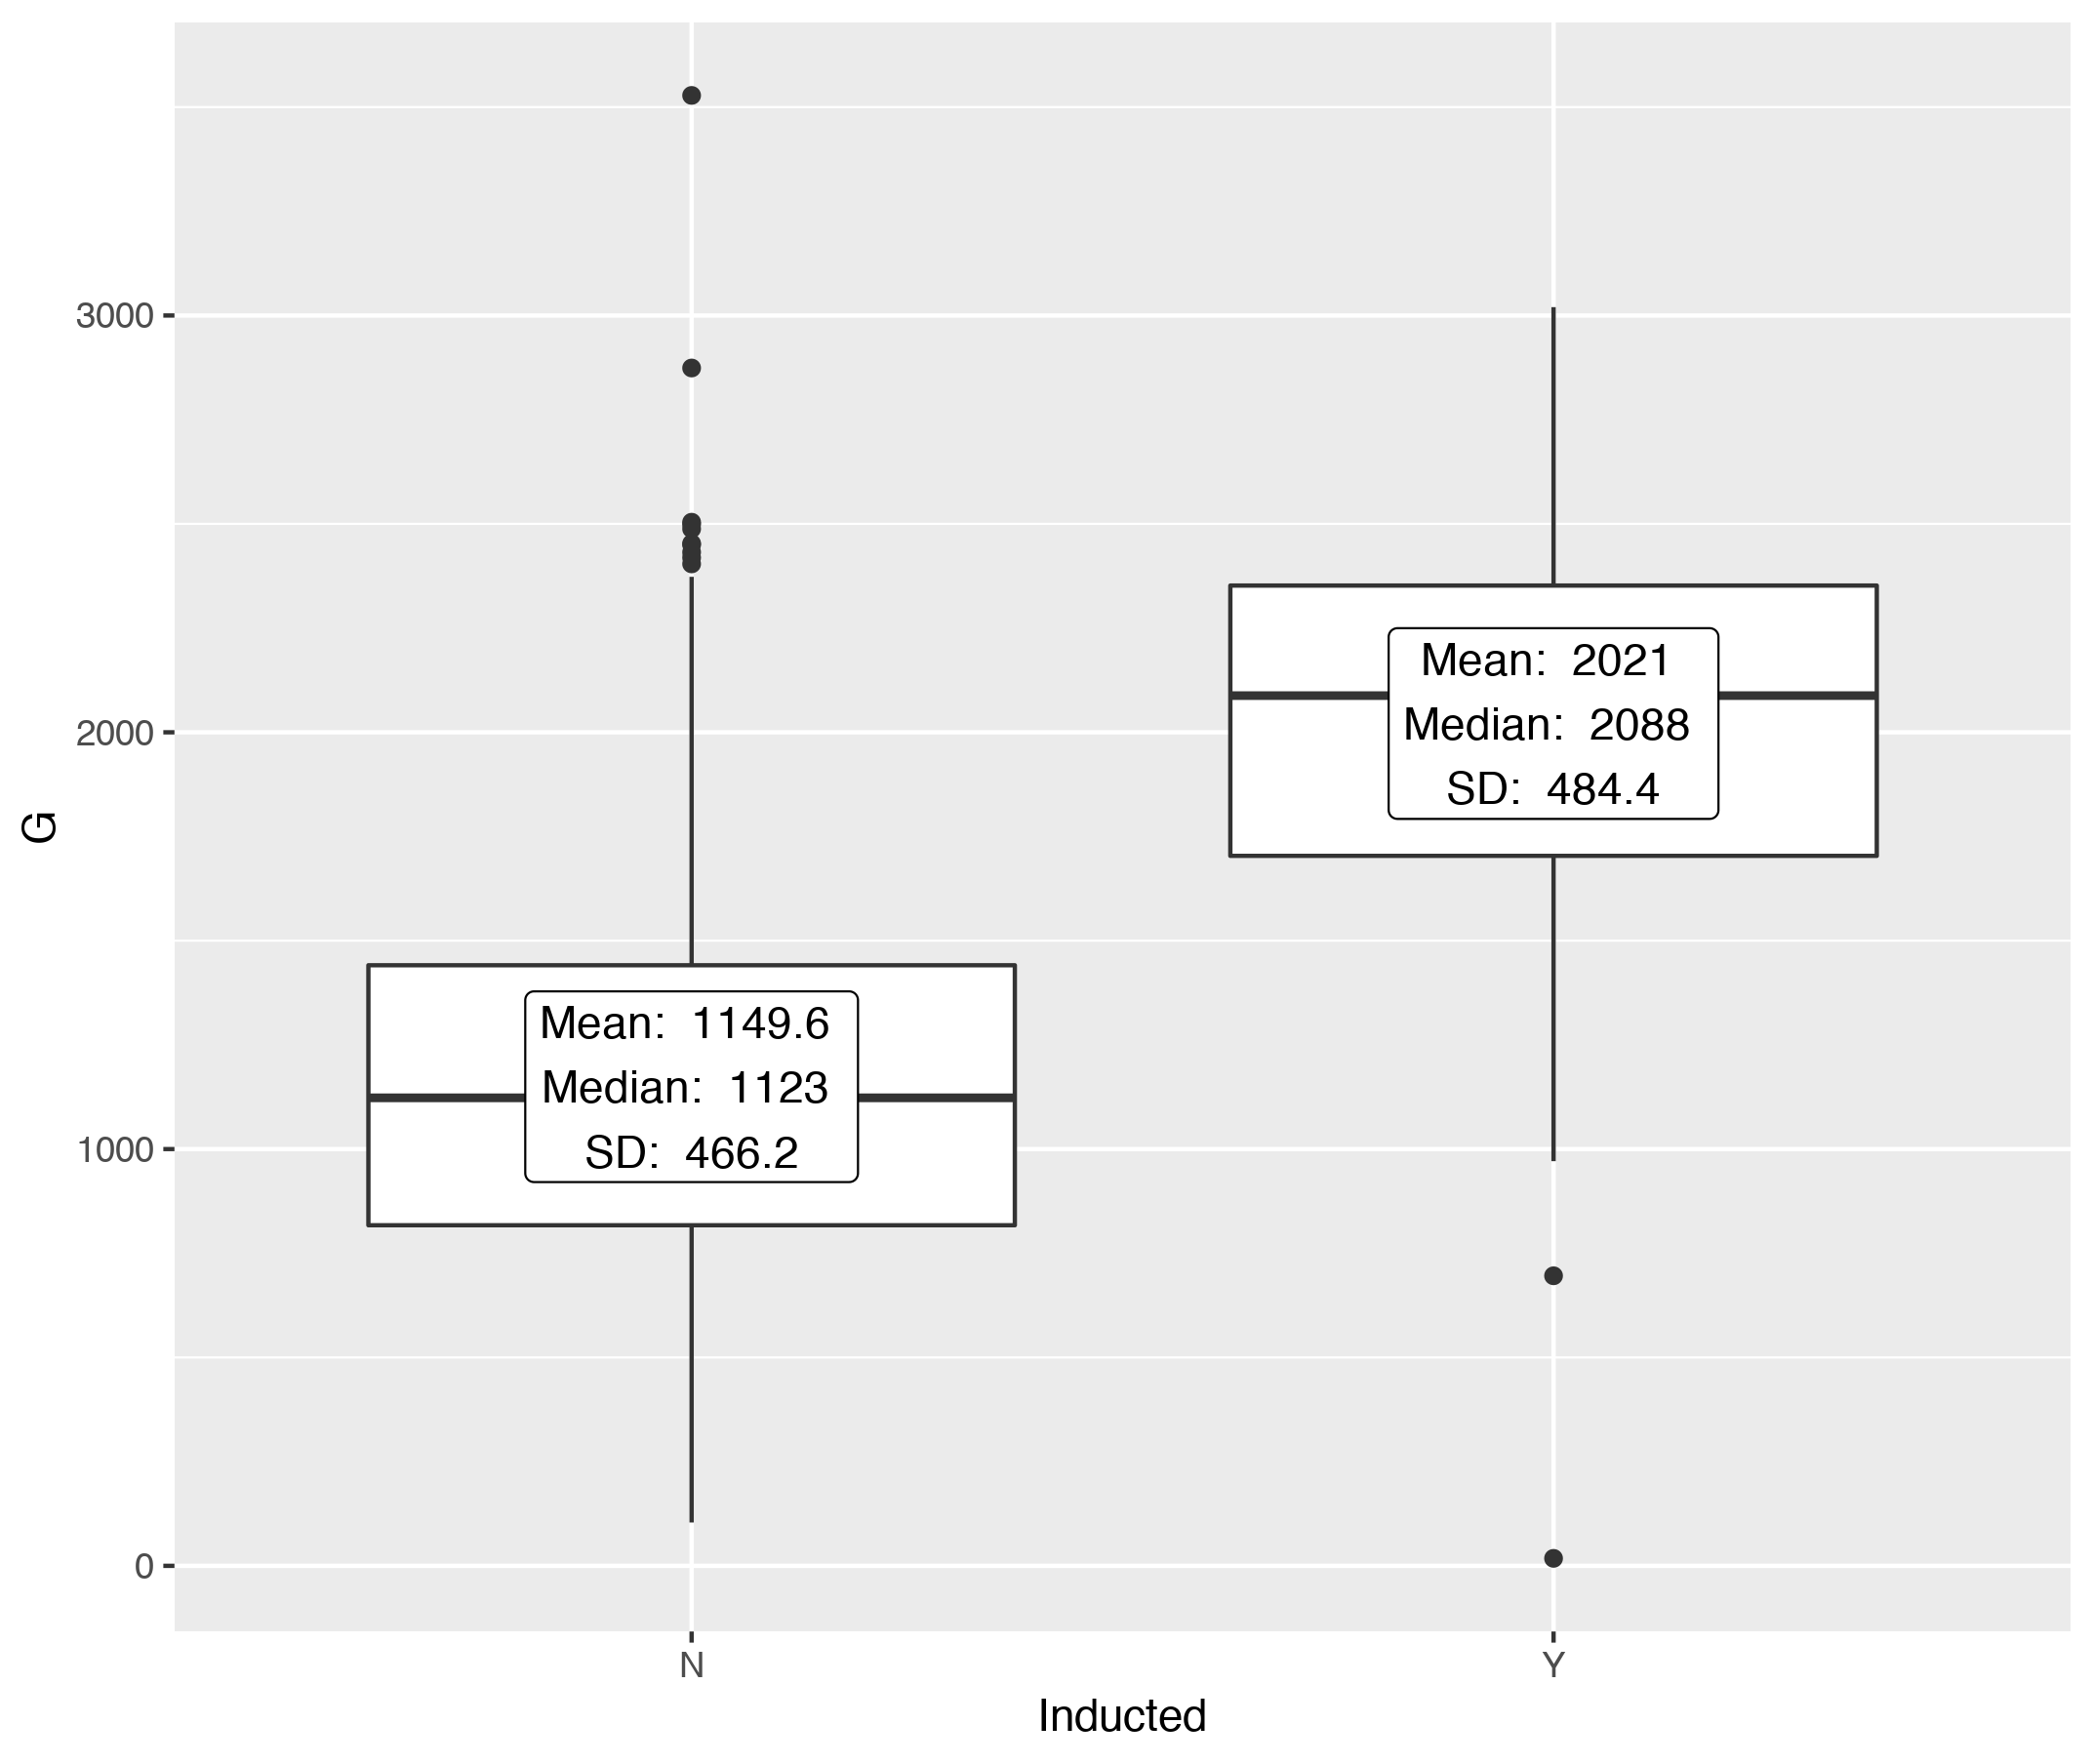 G
3000
2000
1000
0
Mean: 1149.6
Median: 1123
SD: 466.2
Mean: 2021
Median: 2088
SD: 484.4
N
Y
Inducted